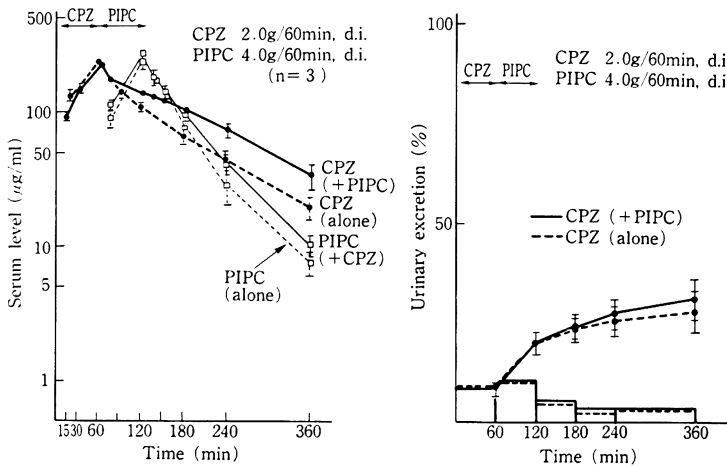 CPZ PIPC
CPZ 2.0g/60min, d.i.
PIPC 4.0g/60min, d.i.
(n=3)
500
100
50
10
5
1
Serum level (μg/ml)
CPZ
(+PIPC)
CPZ
(alone)
PIPC
(+CPZ)
PIPC
(alone)
15 30 60 120 180 240 360
Time (min)
100
50
Urinary excretion (%)
CPZ PIPC
CPZ 2.0g/60min, d.i
PIPC 4.0g/60min, d.i
CPZ (+PIPC)
CPZ (alone)
60 120 180 240 360
Time (min)